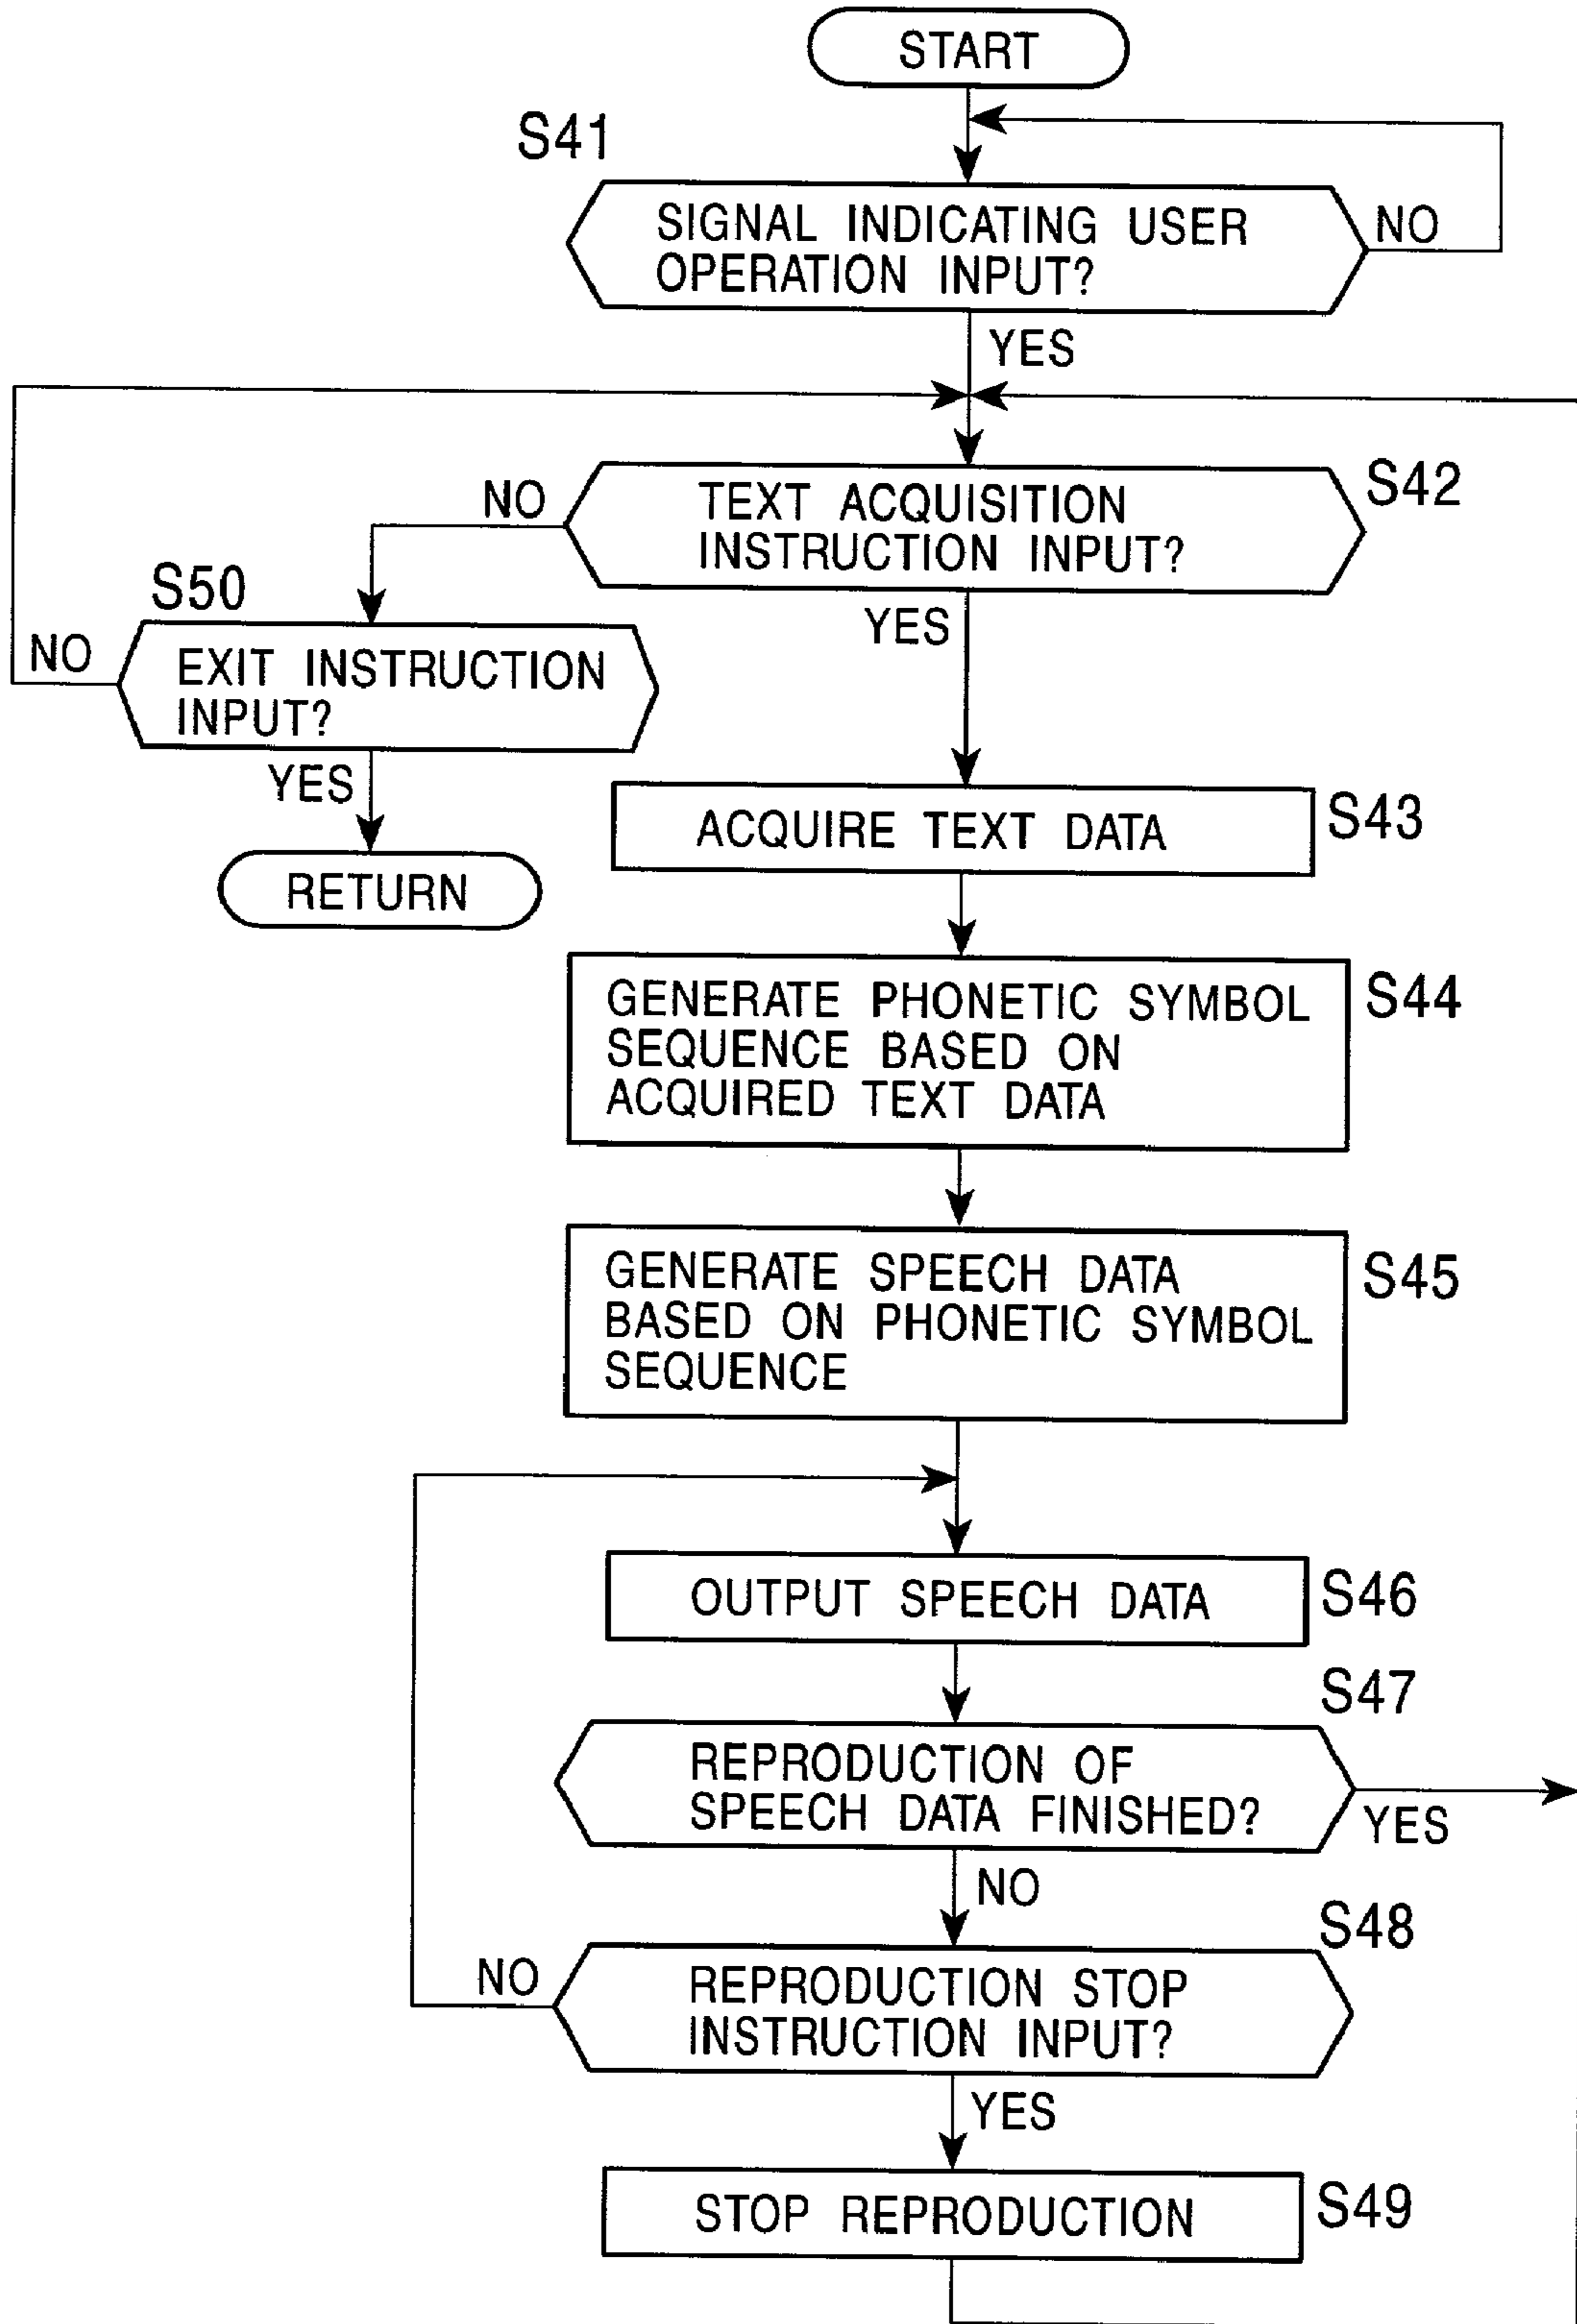 START
S41
SIGNAL INDICATING USER
OPERATION INPUT?
NO
YES
S42
TEXT ACQUISITION
INSTRUCTION INPUT?
NO
YES
S50
EXIT INSTRUCTION
INPUT?
NO
YES
RETURN
ACQUIRE TEXT DATA
S43
GENERATE PHONETIC SYMBOL
SEQUENCE BASED ON
ACQUIRED TEXT DATA
S44
GENERATE SPEECH DATA
BASED ON PHONETIC SYMBOL
SEQUENCE
S45
OUTPUT SPEECH DATA
S46
S47
REPRODUCTION OF
SPEECH DATA FINISHED?
YES
NO
S48
REPRODUCTION STOP
INSTRUCTION INPUT?
NO
YES
STOP REPRODUCTION
S49